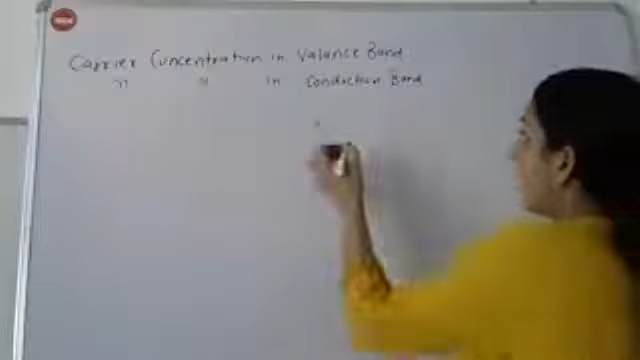 Carrier Concentration in Valance Band
" " in Conduction Band